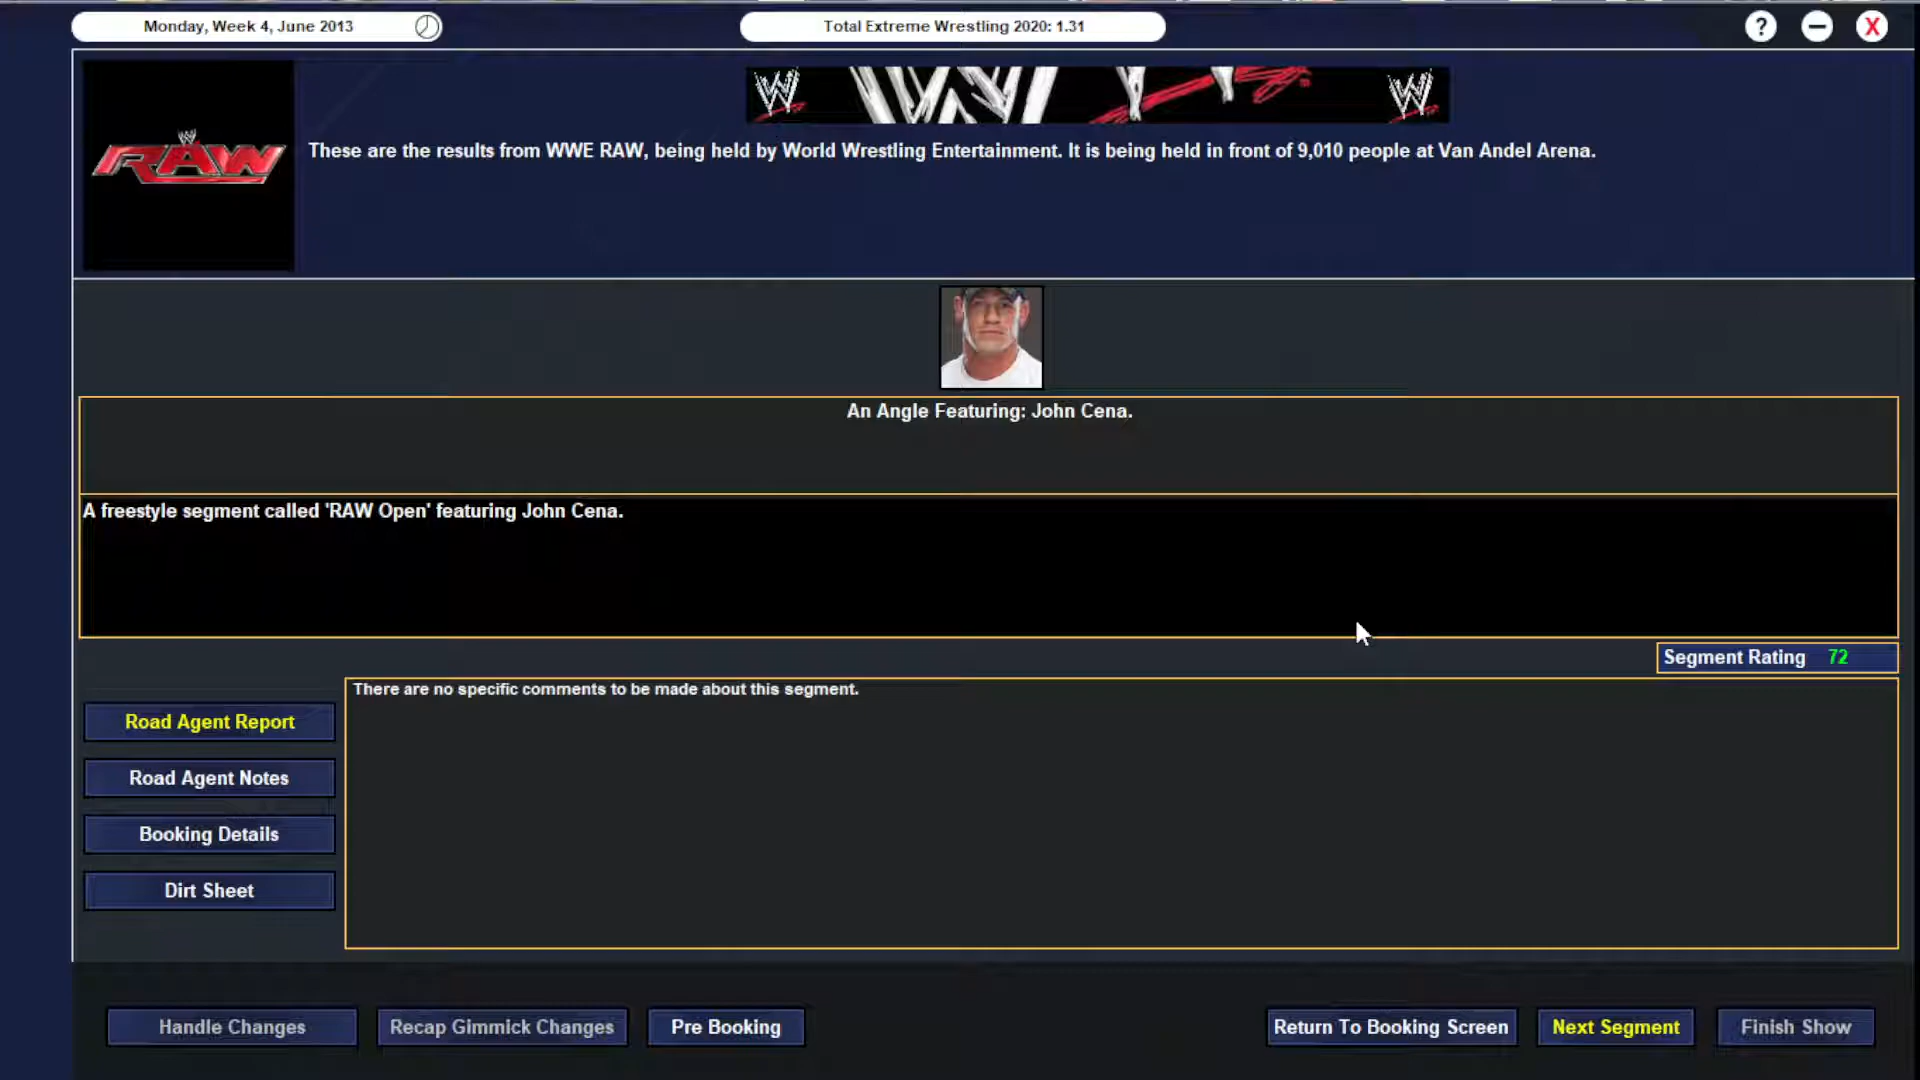 Monday, Week 4, June 2013
Total Extreme Wrestling 2020: 1.31
?
X
W
W
RAW
These are the results from WWE RAW, being held by World Wrestling Entertainment. It is being held in front of 9,010 people at Van Andel Arena.
An Angle Featuring: John Cena.
A freestyle segment called 'RAW Open' featuring John Cena.
Segment Rating 72
There are no specific comments to be made about this segment.
Road Agent Report
Road Agent Notes
Booking Details
Dirt Sheet
Handle Changes
Recap Gimmick Changes
Pre Booking
Return To Booking Screen
Next Segment
Finish Show